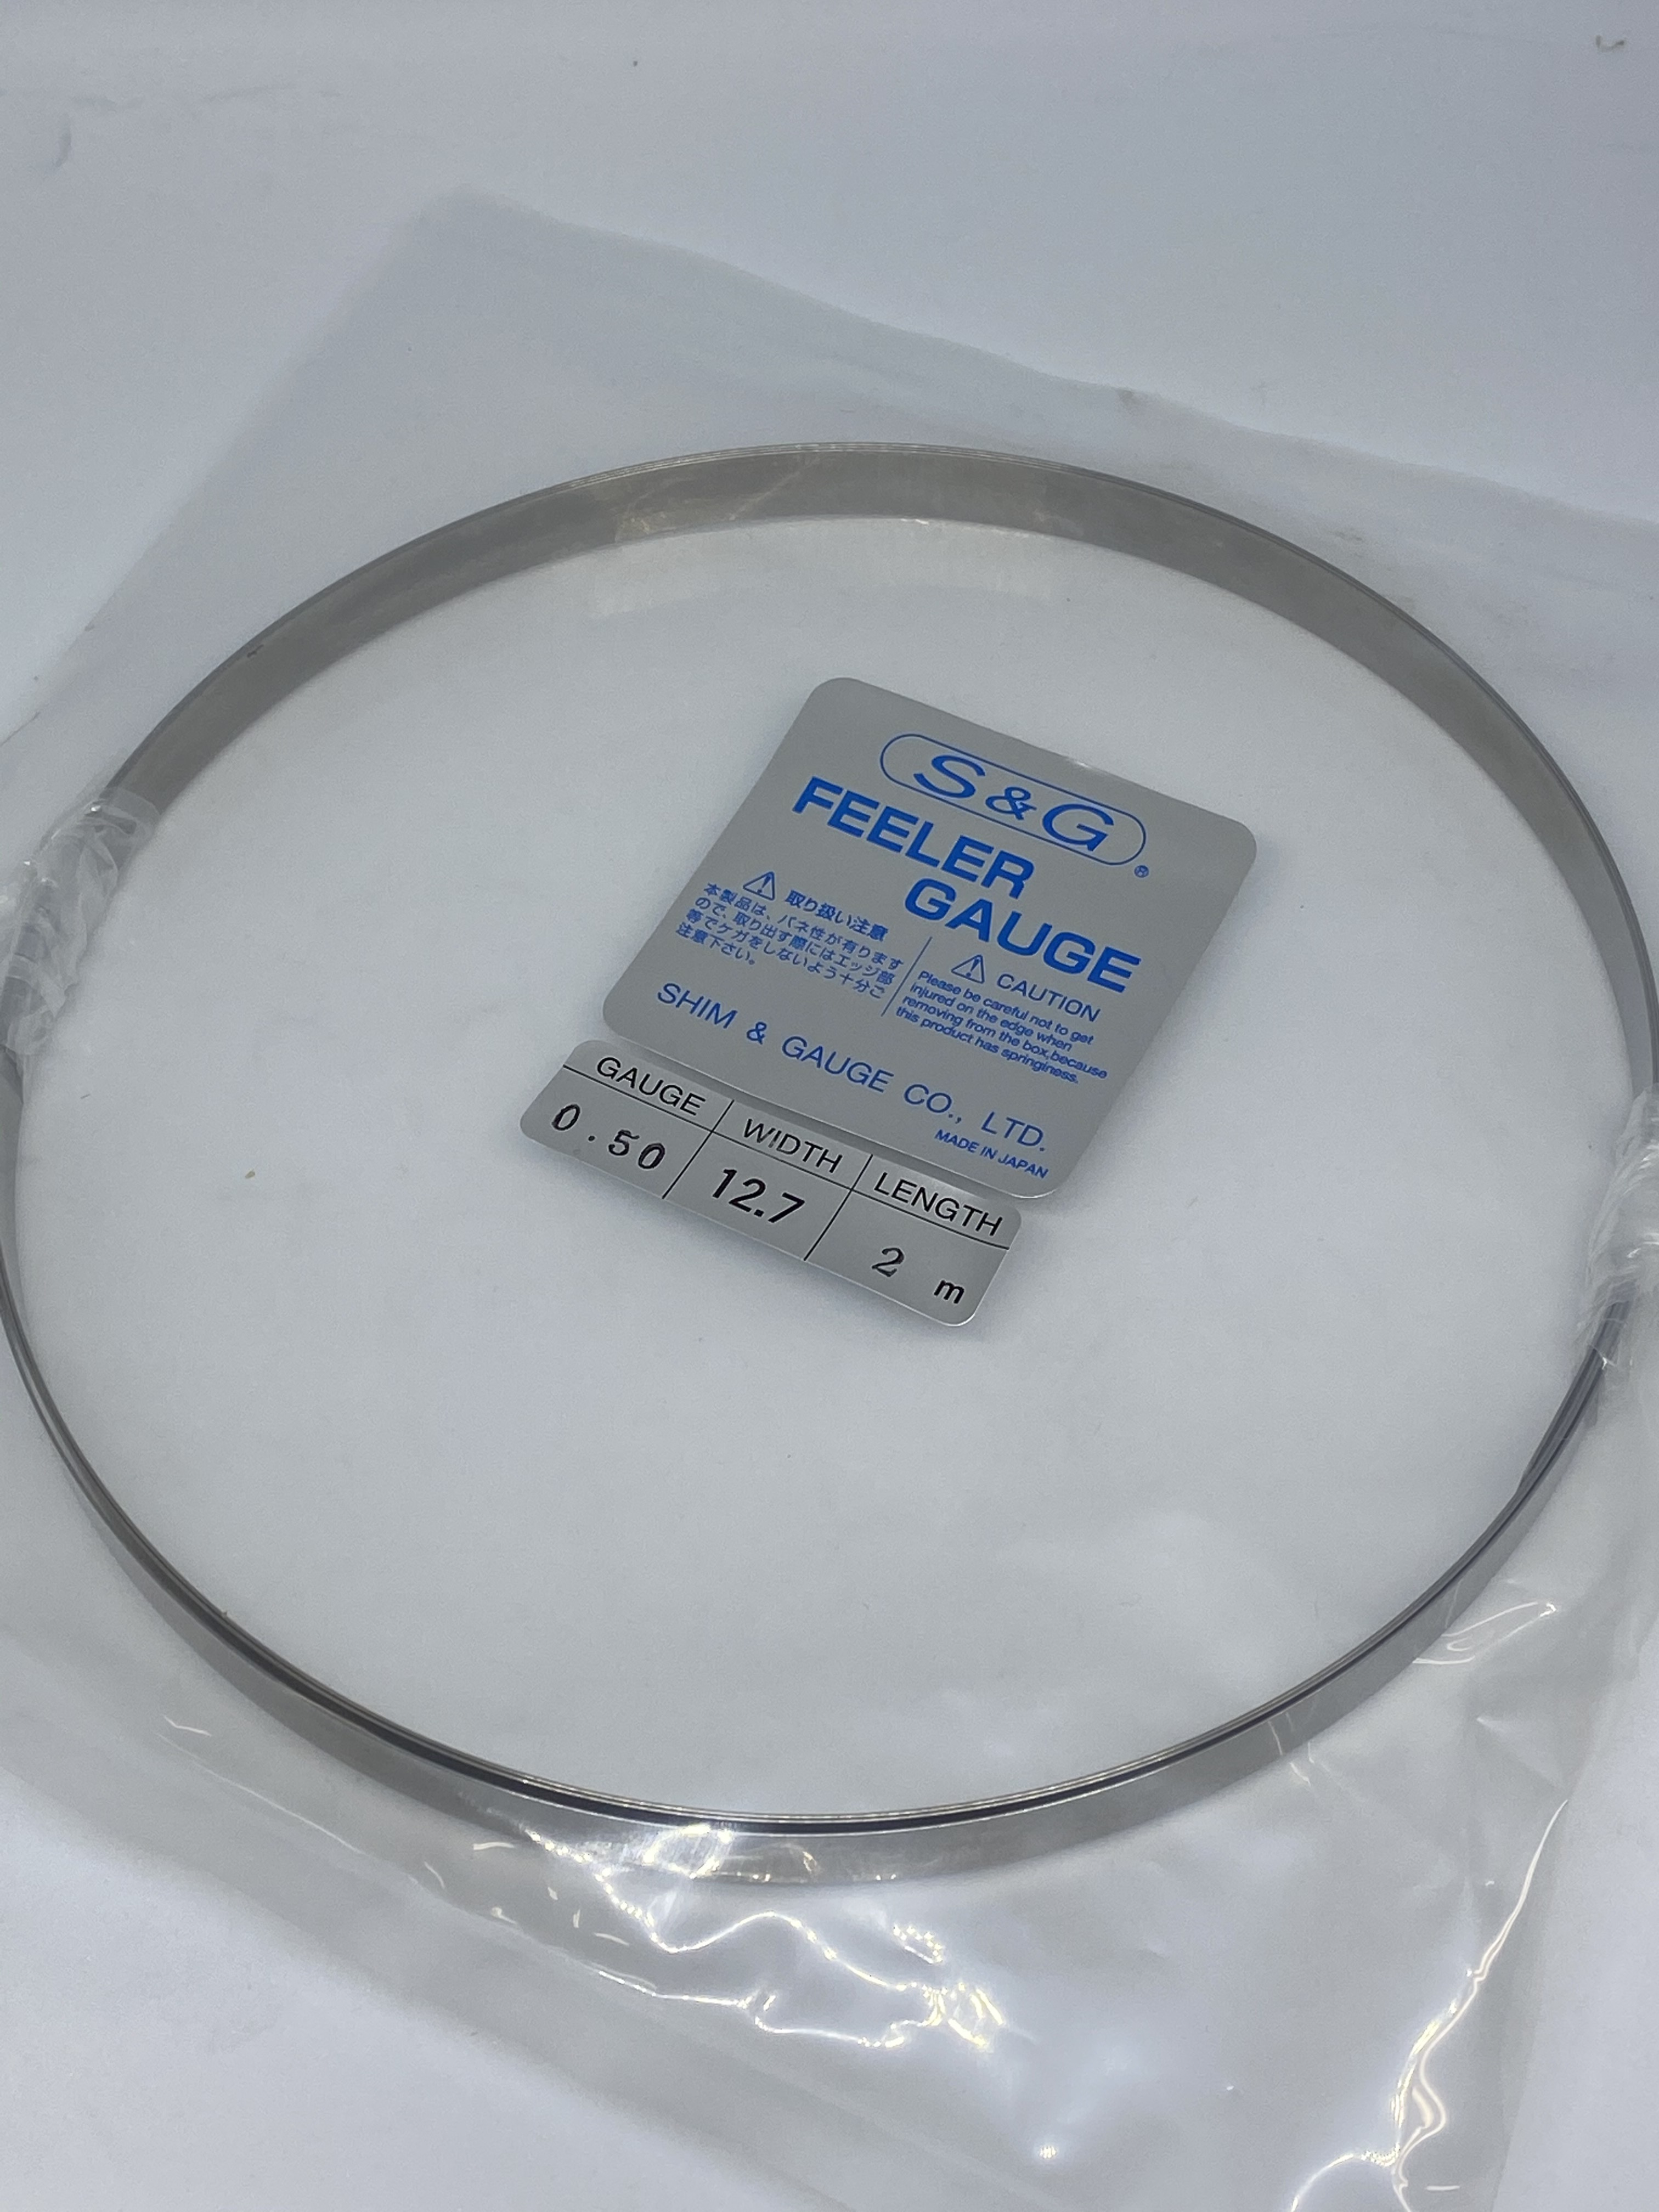 S&G®
FEELER
GAUGE
⚠ 取り扱い注意
本製品は、バネ性が有ります
ので、取り出す際にはエッジ部
等でケガをしないよう十分ご
注意下さい。
⚠ CAUTION
Please be careful not to get
injured on the edge when
removing from the box,because
this product has springiness.
SHIM & GAUGE CO., LTD.
MADE IN JAPAN
GAUGE WIDTH LENGTH
0.50 12.7 2 m